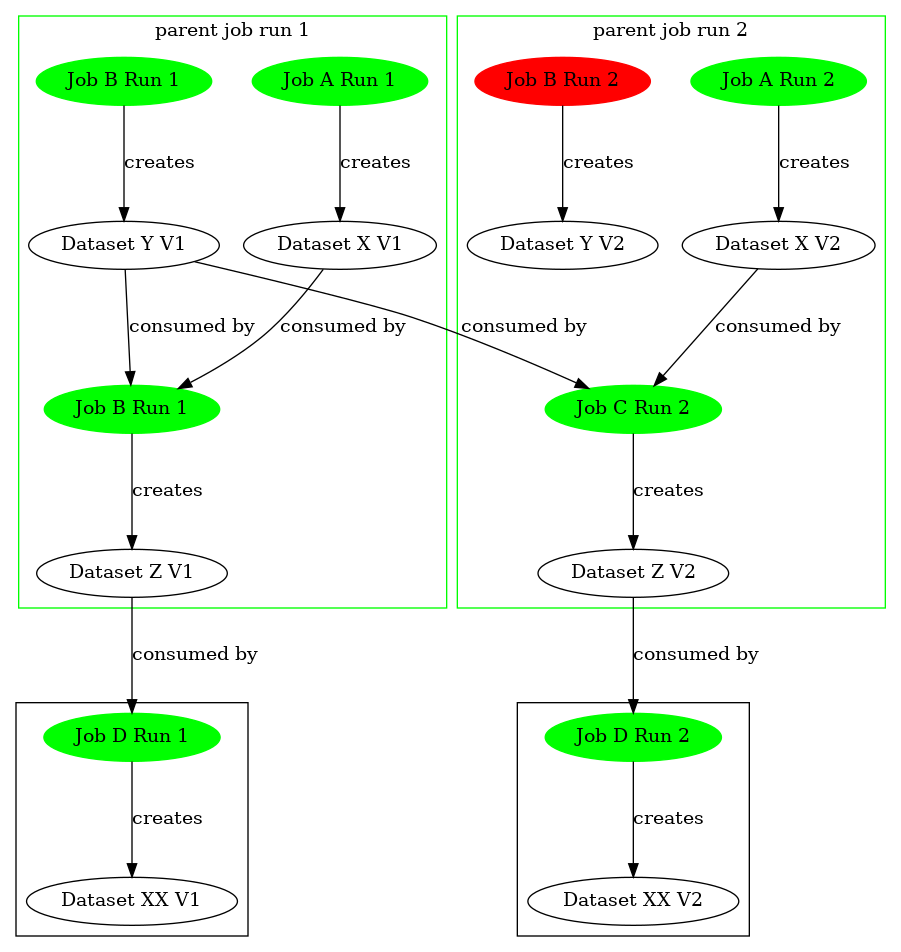 parent job run 1
parent job run 2
Job B Run 1
Job A Run 1
Job B Run 2
Job A Run 2
creates
creates
creates
creates
Dataset Y V1
Dataset X V1
Dataset Y V2
Dataset X V2
consumed by
consumed by
consumed by
consumed by
Job B Run 1
Job C Run 2
creates
creates
Dataset Z V1
Dataset Z V2
consumed by
consumed by
Job D Run 1
Job D Run 2
creates
creates
Dataset XX V1
Dataset XX V2